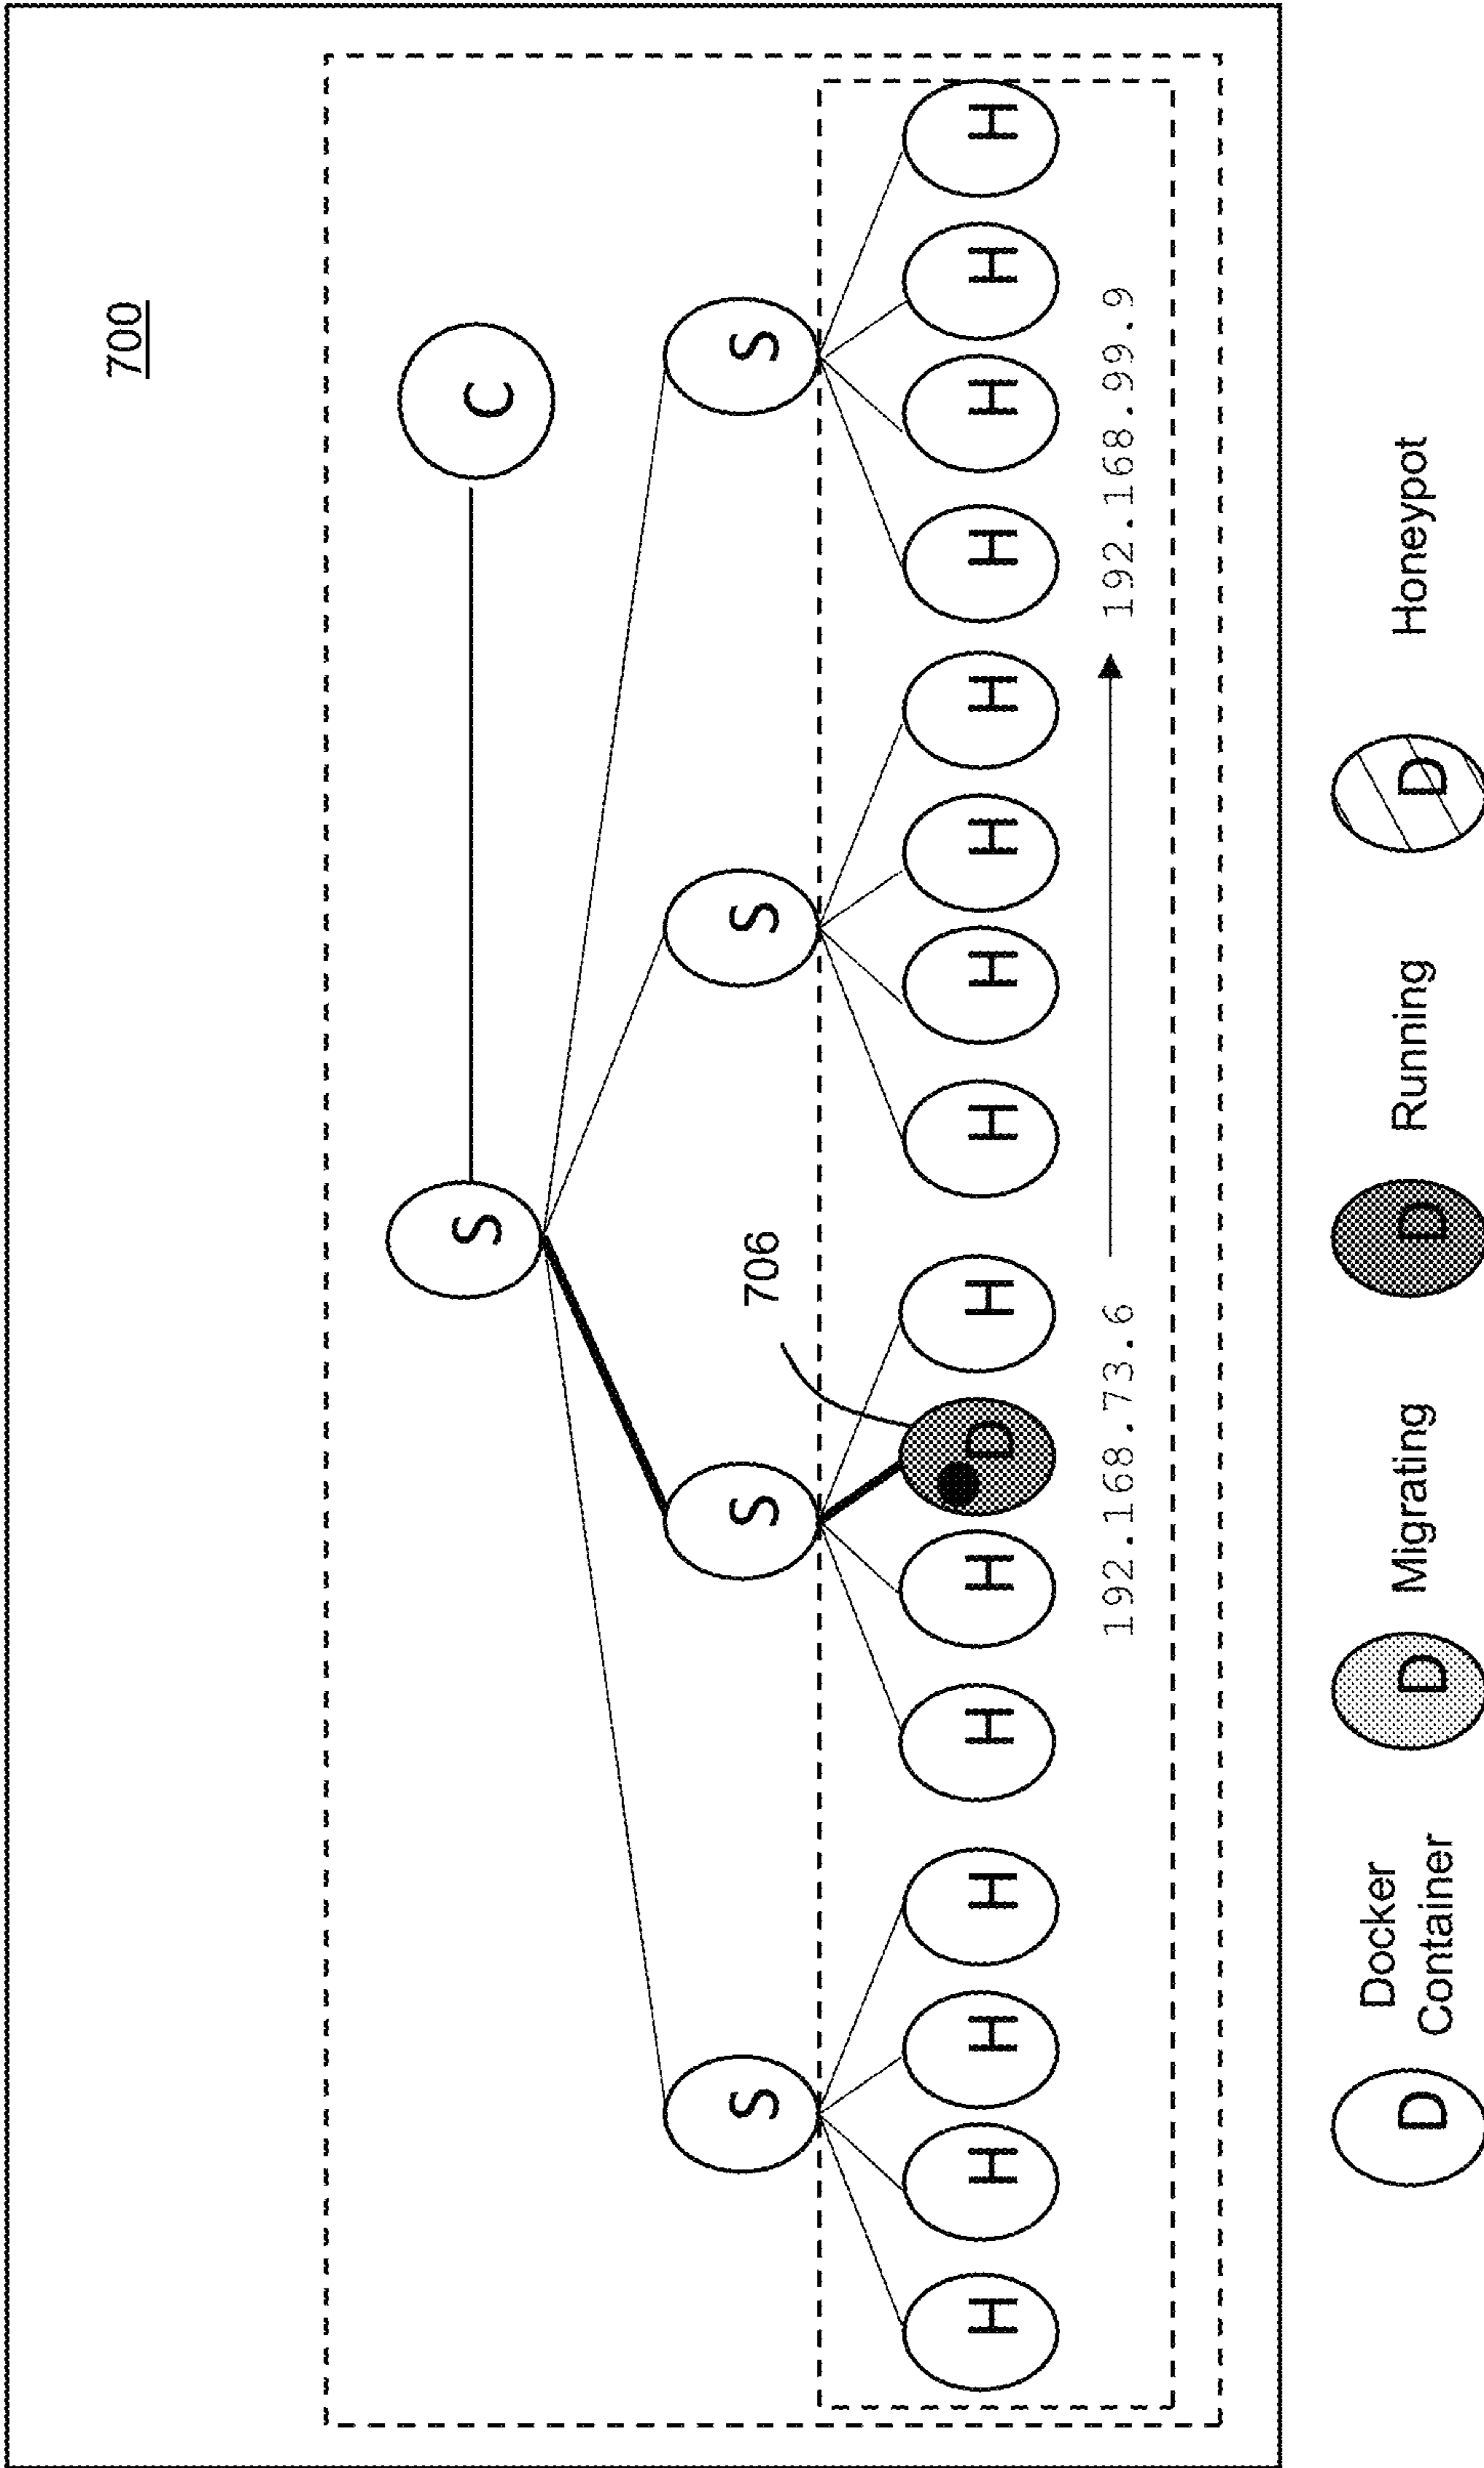 700
S C
S S S S
706
H H H H H H D H H H H H H H H H
192.168.73.6 192.168.99.9
D Docker Container D Migrating D Running D Honeypot